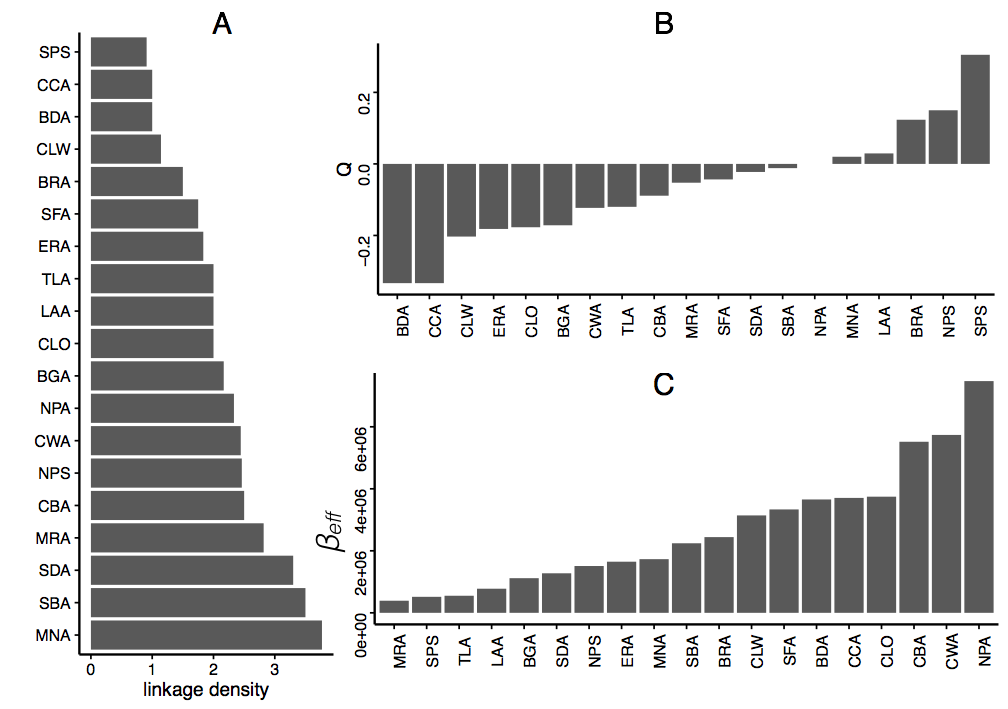 A
SPS
CCA
BDA
CLW
BRA
SFA
ERA
TLA
LAA
CLO
BGA
NPA
CWA
NPS
CBA
MRA
SDA
SBA
MNA
0 1 2 3
linkage density
B
Q
0.2
0.0
−0.2
BDA CCA CLW ERA CLO BGA CWA TLA CBA MRA SFA SDA SBA NPA MNA LAA BRA NPS SPS
C
βeff
6e+06
4e+06
2e+06
0e+00
MRA SPS TLA LAA BGA SDA NPS ERA MNA SBA BRA CLW SFA BDA CCA CLO CBA CWA NPA